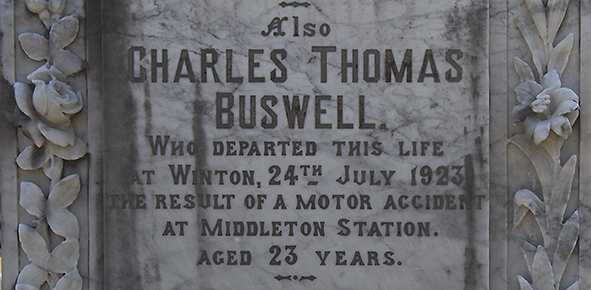 Also
CHARLES THOMAS
BUSWELL.
WHO DEPARTED THIS LIFE
AT WINTON, 24TH JULY 1923,
THE RESULT OF A MOTOR ACCIDENT
AT MIDDLETON STATION.
AGED 23 YEARS.